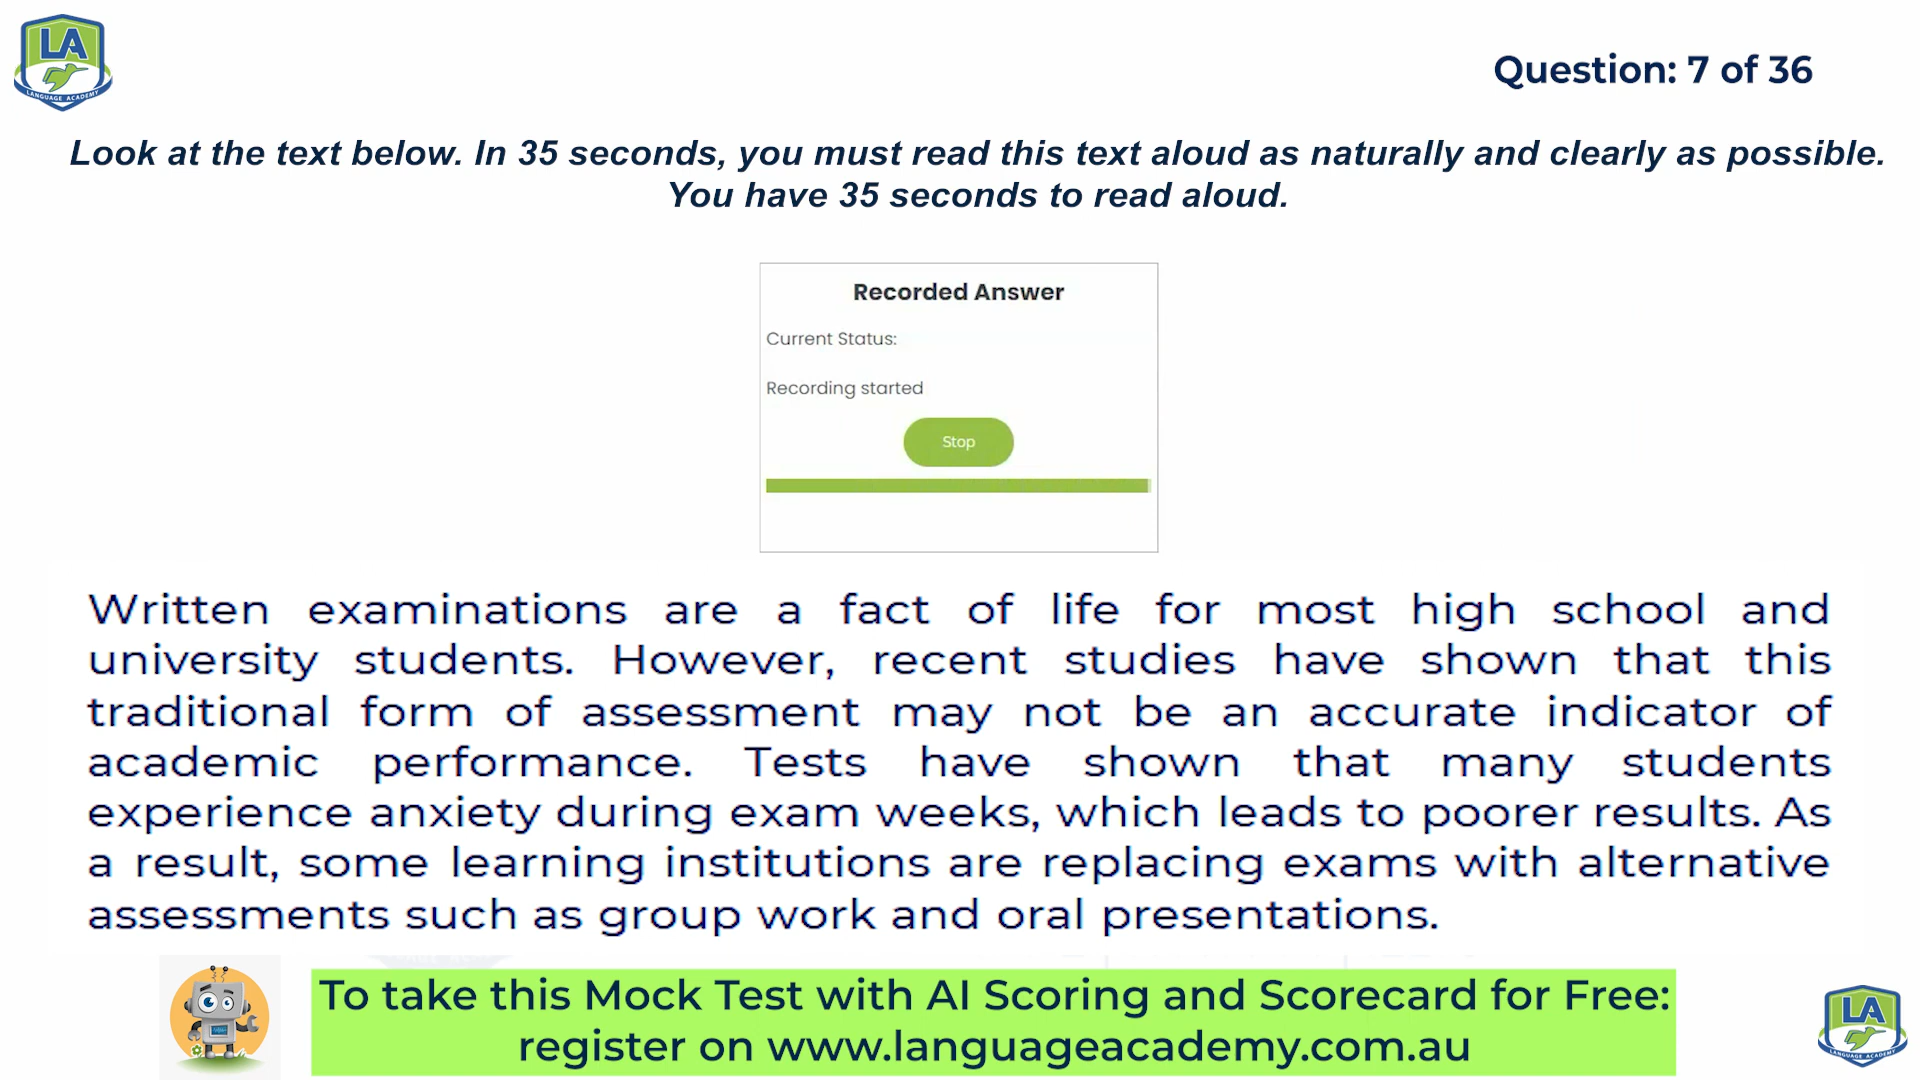 LA
LANGUAGE ACADEMY
Question: 7 of 36
Look at the text below. In 35 seconds, you must read this text aloud as naturally and clearly as possible.
You have 35 seconds to read aloud.
Recorded Answer
Current Status:
Recording started
Stop
Written examinations are a fact of life for most high school and
university students. However, recent studies have shown that this
traditional form of assessment may not be an accurate indicator of
academic performance. Tests have shown that many students
experience anxiety during exam weeks, which leads to poorer results. As
a result, some learning institutions are replacing exams with alternative
assessments such as group work and oral presentations.
To take this Mock Test with AI Scoring and Scorecard for Free:
register on www.languageacademy.com.au
LA
LANGUAGE ACADEMY